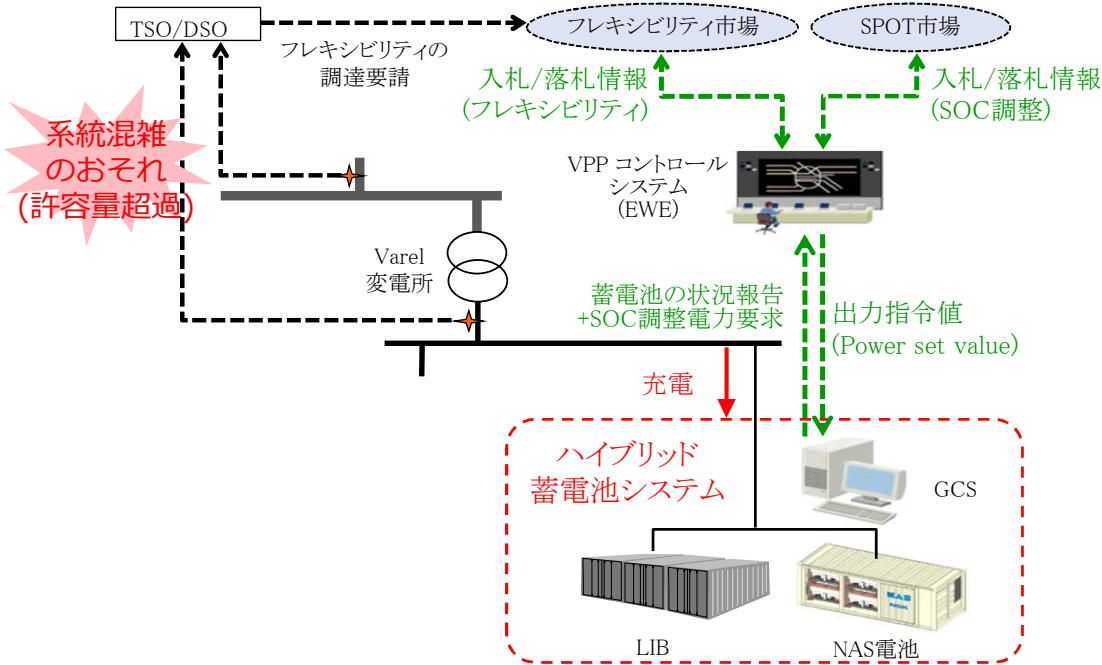 TSO/DSO
フレキシビリティの
調達要請
フレキシビリティ市場
SPOT市場
入札/落札情報
(フレキシビリティ)
入札/落札情報
(SOC調整)
系統混雑
のおそれ
(許容量超過)
VPP コントロール
システム
(EWE)
Varel
変電所
蓄電池の状況報告
+SOC調整電力要求
出力指令値
(Power set value)
充電
ハイブリッド
蓄電池システム
GCS
NAS
NGK
LIB
NAS電池